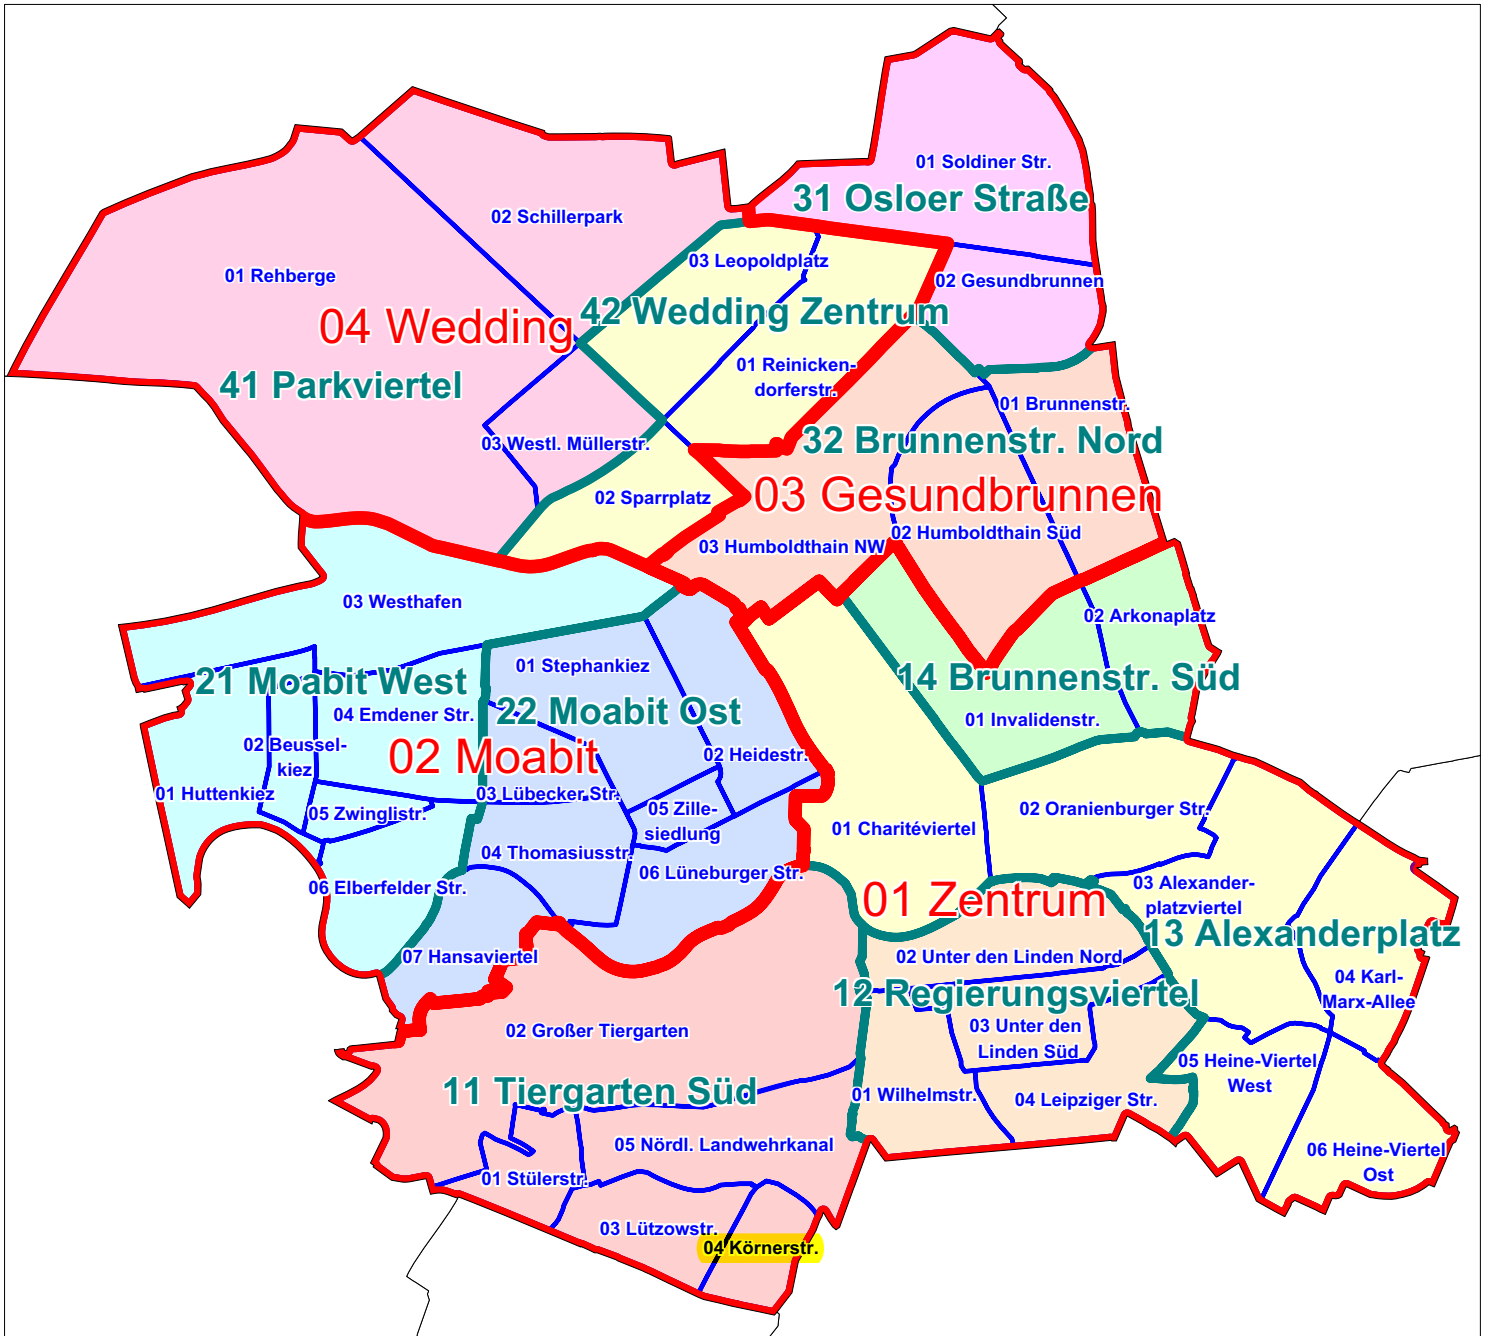 01 Soldiner Str.
31 Osloer Straße
02 Schillerpark
03 Leopoldplatz
01 Rehberge
02 Gesundbrunnen
04 Wedding
42 Wedding Zentrum
01 Reinicken-
dorferstr.
41 Parkviertel
01 Brunnenstr.
03 Westl. Müllerstr.
32 Brunnenstr. Nord
02 Sparrplatz
03 Gesundbrunnen
02 Humboldthain Süd
03 Humboldthain NW
03 Westhafen
02 Arkonaplatz
01 Stephankiez
21 Moabit West
14 Brunnenstr. Süd
04 Emdener Str.
22 Moabit Ost
01 Invalidenstr.
02 Beussel-
kiez
02 Moabit
02 Heidestr.
01 Huttenkiez
03 Lübecker Str.
05 Zwinglistr.
05 Zille-
siedlung
02 Oranienburger Str.
01 Charitéviertel
04 Thomasiusstr.
06 Lüneburger Str.
06 Elberfelder Str.
03 Alexander-
platzviertel
01 Zentrum
13 Alexanderplatz
07 Hansaviertel
02 Unter den Linden Nord
04 Karl-
Marx-Allee
12 Regierungsviertel
02 Großer Tiergarten
03 Unter den
Linden Süd
05 Heine-Viertel
West
11 Tiergarten Süd
01 Wilhelmstr.
04 Leipziger Str.
05 Nördl. Landwehrkanal
06 Heine-Viertel
Ost
01 Stülerstr.
03 Lützowstr.
04 Körnerstr.